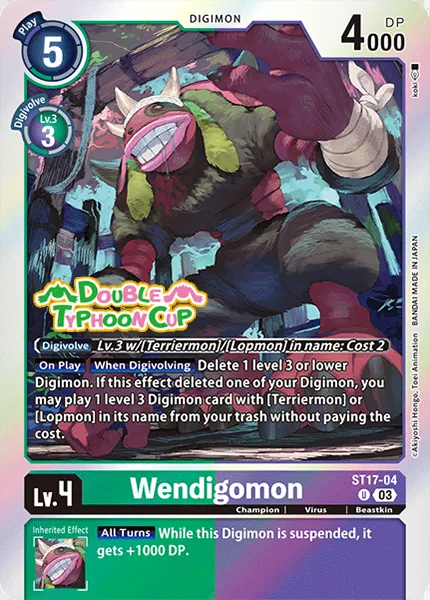 Play
5
DIGIMON
DP
4000
Digivolve
Lv.3
3
koki
DOUBLE
TYPHOON CUP
©Akiyoshi Hongo, Toei Animation BANDAI MADE IN JAPAN
Digivolve Lv.3 w/[Terriermon]/[Lopmon] in name: Cost 2
On Play When Digivolving Delete 1 level 3 or lower
Digimon. If this effect deleted one of your Digimon, you
may play 1 level 3 Digimon card with [Terriermon] or
[Lopmon] in its name from your trash without paying the
cost.
Lv.4
Wendigomon
ST17-04
U 03
Champion | Virus | Beastkin
Inherited Effect
All Turns While this Digimon is suspended, it
gets +1000 DP.